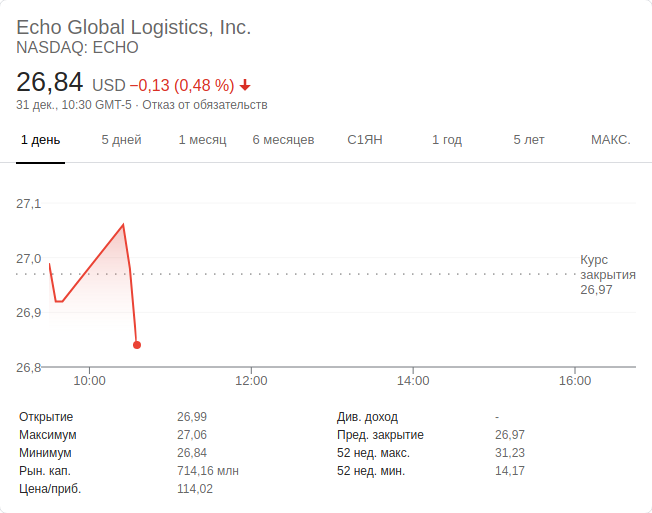 Echo Global Logistics, Inc.
NASDAQ: ECHO
26,84 USD −0,13 (0,48 %)
31 дек., 10:30 GMT-5 · Отказ от обязательств
1 день 5 дней 1 месяц 6 месяцев С1ЯН 1 год 5 лет МАКС.
27,1
27,0
26,9
26,8
Курс
закрытия
26,97
10:00 12:00 14:00 16:00
Открытие 26,99 Див. доход -
Максимум 27,06 Пред. закрытие 26,97
Минимум 26,84 52 нед. макс. 31,23
Рын. кап. 714,16 млн 52 нед. мин. 14,17
Цена/приб. 114,02